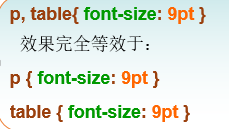 p, table{ font-size: 9pt }
效果完全等效于:
p { font-size: 9pt }
table { font-size: 9pt }